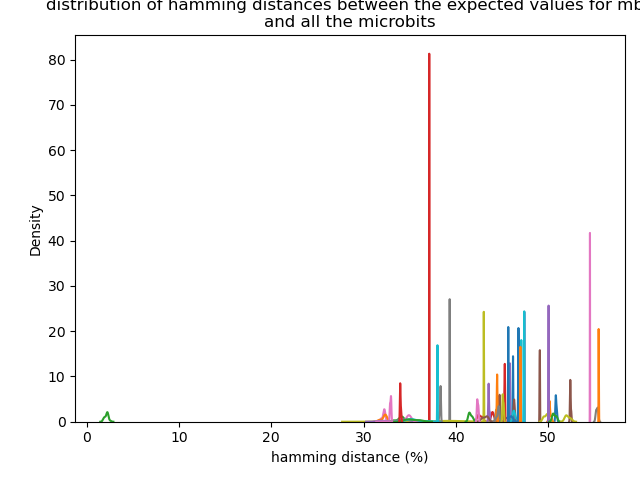 distribution of hamming distances between the expected values for
and all the microbits
80
70
60
50
40
30
20
10
0
Density
0 10 20 30 40 50
hamming distance (%)